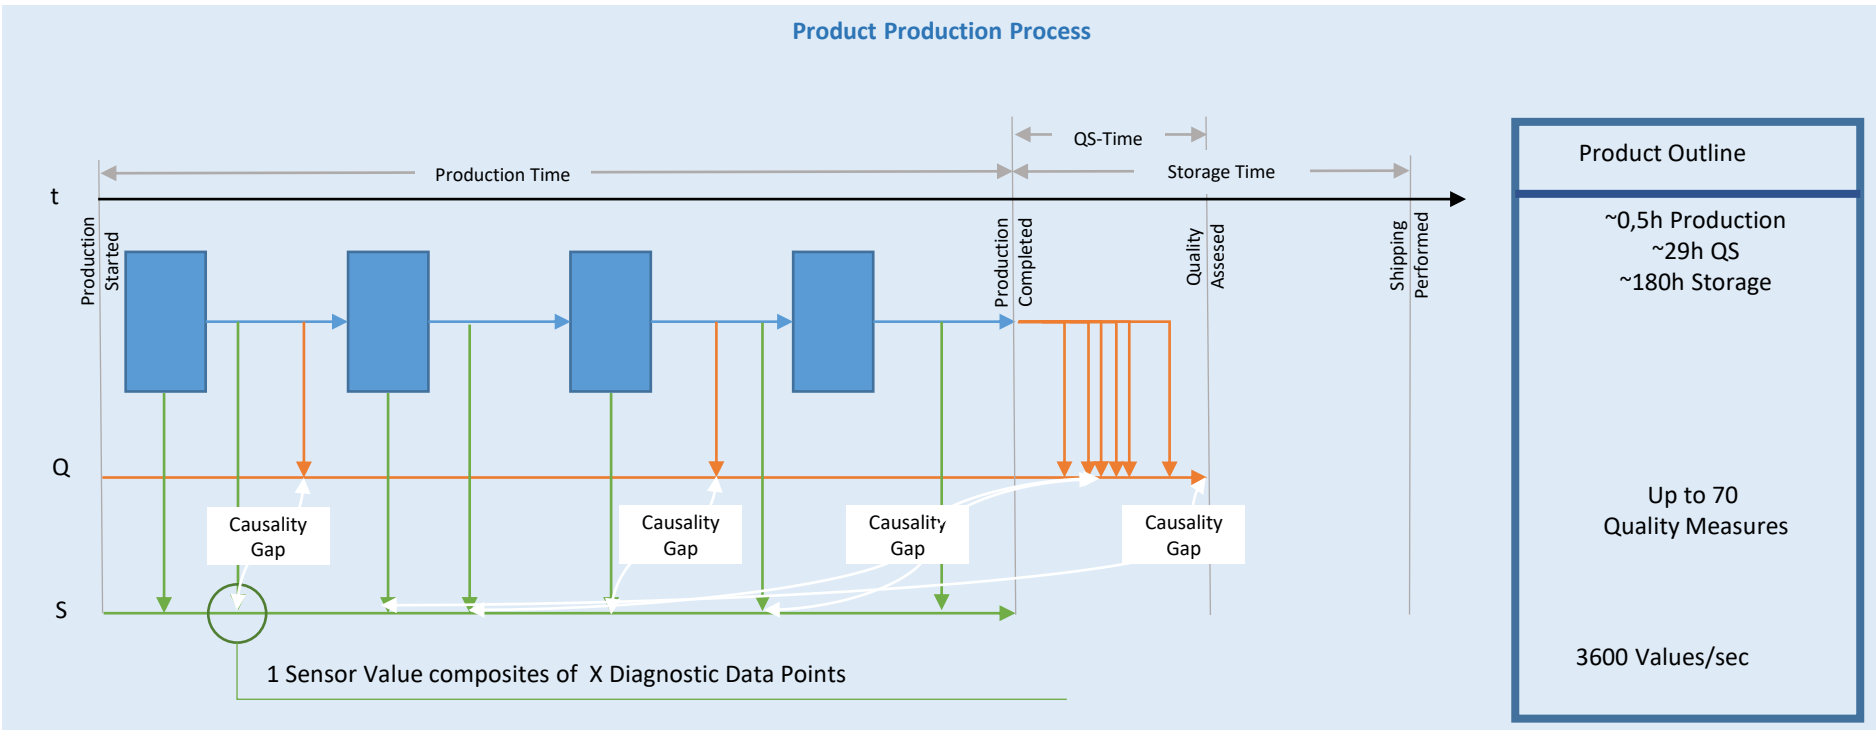 Product Production Process
QS-Time
Production Time
Storage Time
t
Production
Started
Production
Completed
Quality
Assesed
Shipping
Performed
Q
Causality
Gap
Causality
Gap
Causality
Gap
Causality
Gap
S
1 Sensor Value composites of X Diagnostic Data Points
Product Outline
~0,5h Production
~29h QS
~180h Storage
Up to 70
Quality Measures
3600 Values/sec